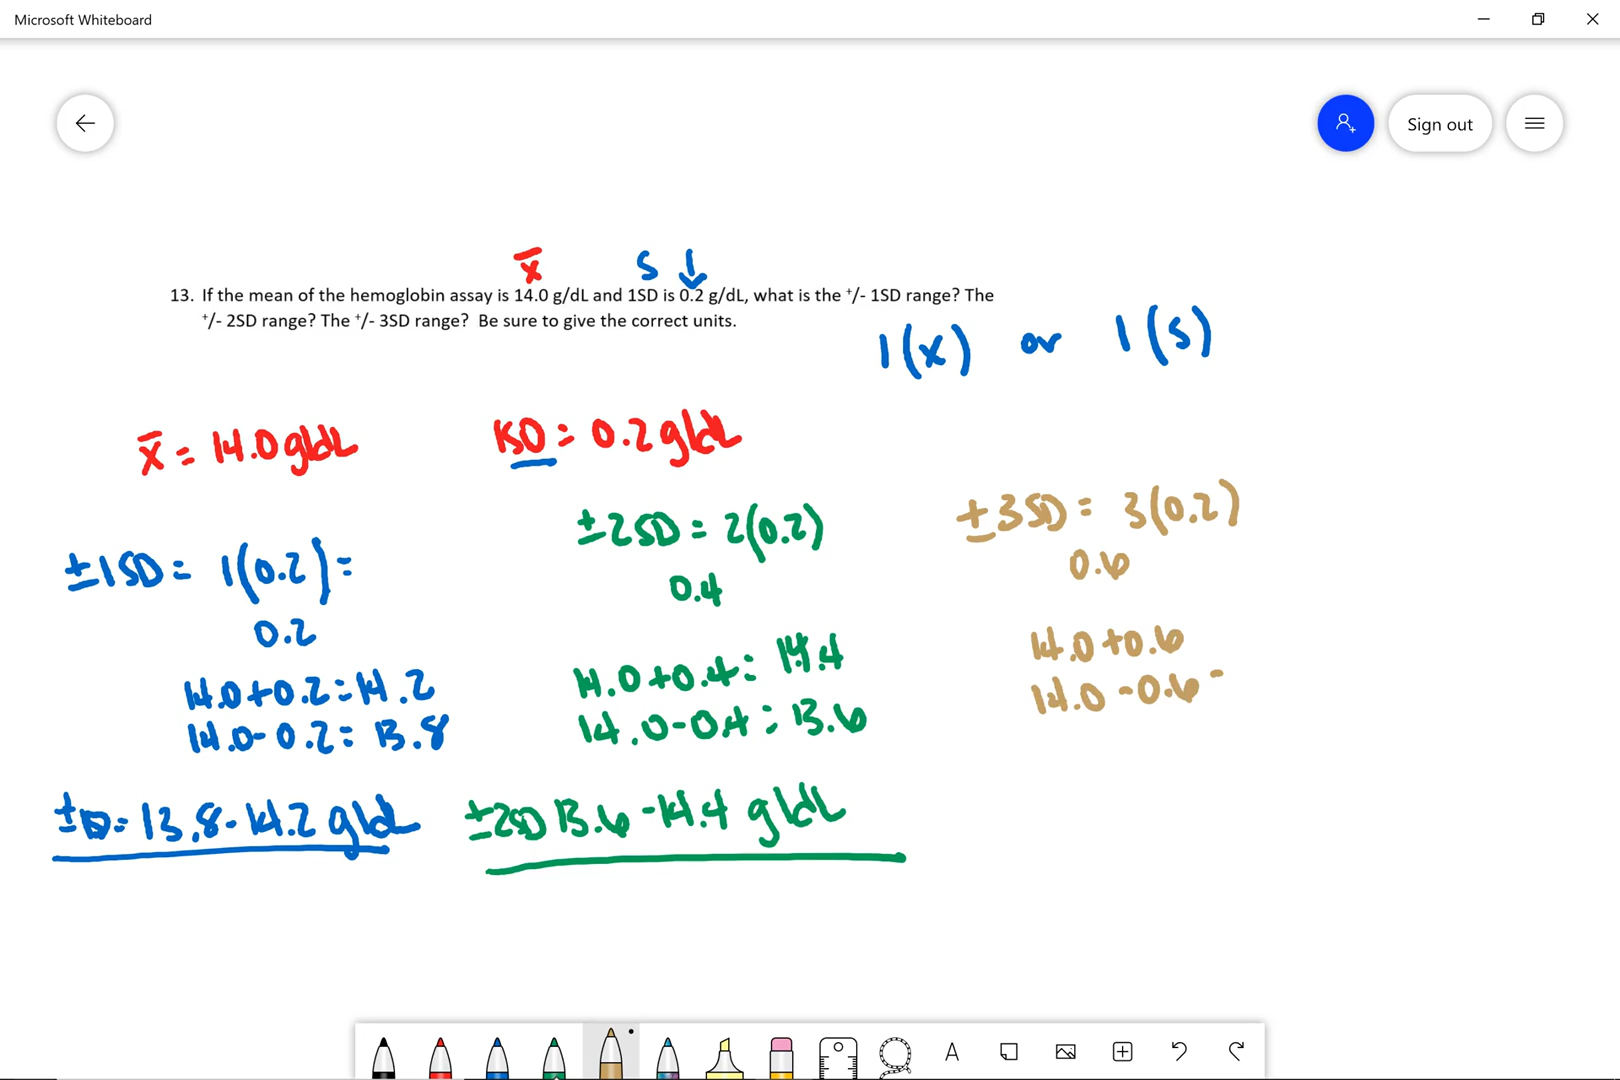 Microsoft Whiteboard
Sign out
x̄ S ↓
13. If the mean of the hemoglobin assay is 14.0 g/dL and 1SD is 0.2 g/dL, what is the +/- 1SD range? The
+/- 2SD range? The +/- 3SD range? Be sure to give the correct units.
1(x) or 1(s)
x̄ = 14.0 g/dL
1SD = 0.2 g/dL
±1SD = 1(0.2) =
0.2
14.0+0.2=14.2
14.0-0.2= 13.8
13.8-14.2 g/dL
±2SD = 2(0.2)
0.4
14.0+0.4= 14.4
14.0-0.4= 13.6
±2SD 13.6-14.4 g/dL
±3SD = 3(0.2)
0.6
14.0+0.6
14.0-0.6 -
A